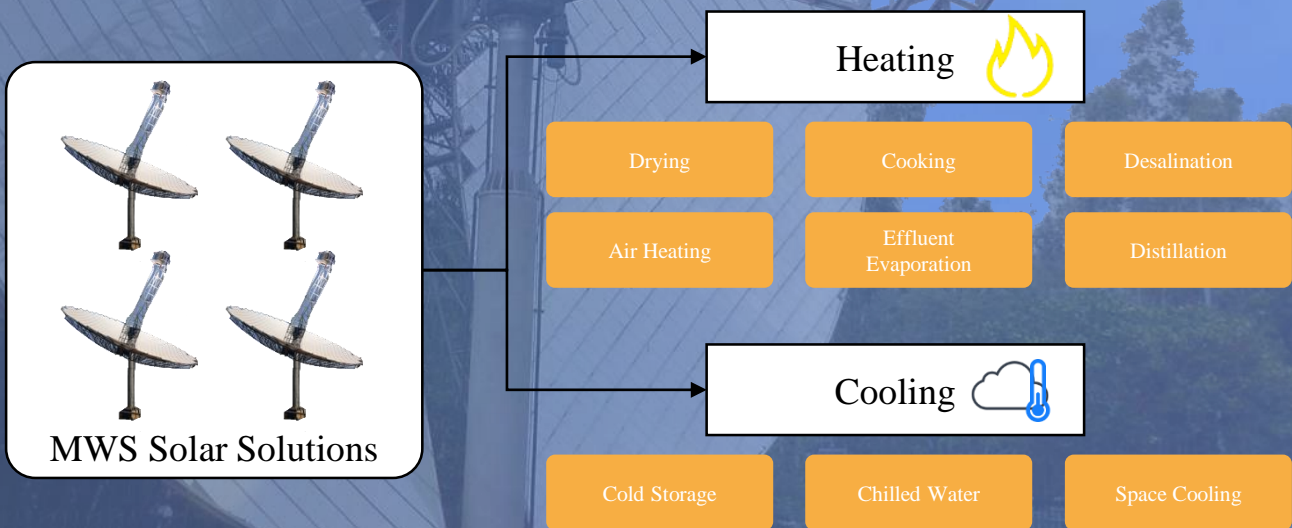 MWS Solar Solutions
Heating
Drying
Cooking
Desalination
Air Heating
Effluent
Evaporation
Distillation
Cooling
Cold Storage
Chilled Water
Space Cooling